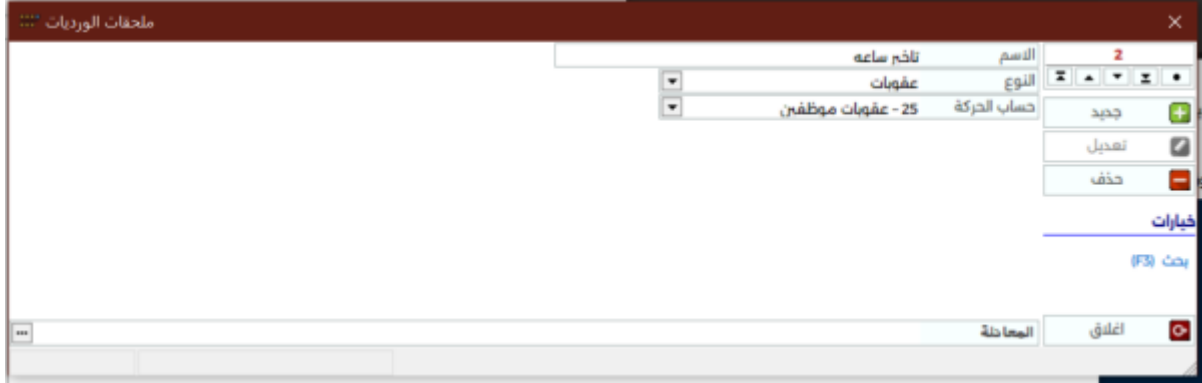 ملحقات الورديات
2
الاسم تاخير ساعه
النوع عقوبات
حساب الحركة 25 - عقوبات موظفين
جديد
تعديل
حذف
خيارات
بحث (F3)
المعادلة ...
اغلاق